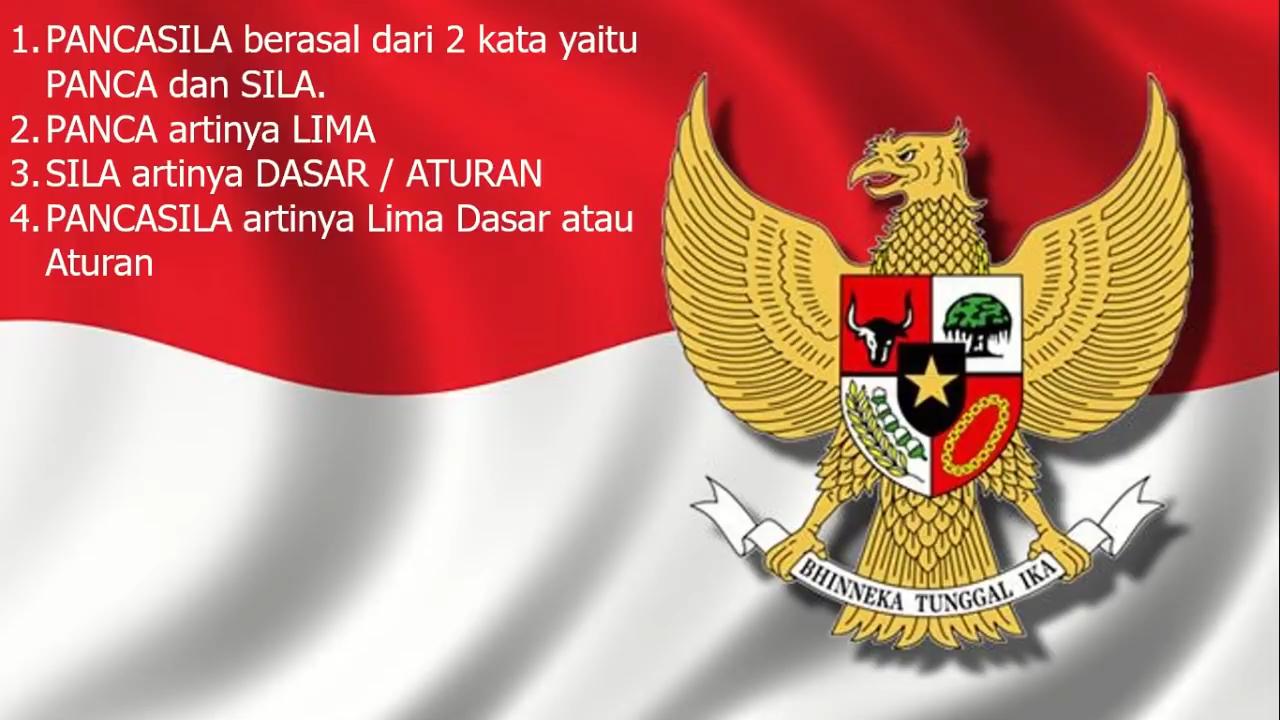 1. PANCASILA berasal dari 2 kata yaitu
PANCA dan SILA.
2. PANCA artinya LIMA
3. SILA artinya DASAR / ATURAN
4. PANCASILA artinya Lima Dasar atau
Aturan
BHINNEKA TUNGGAL IKA